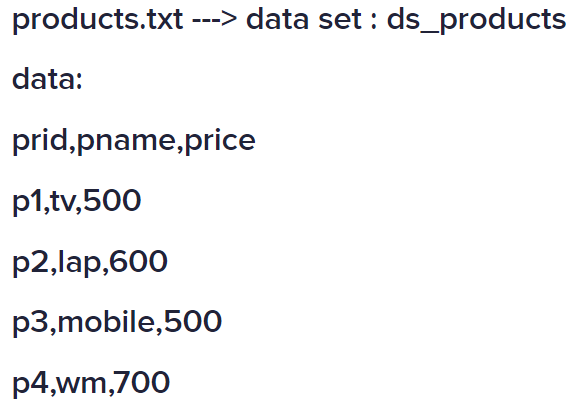 products.txt ---> data set : ds_products
data:
prid,pname,price
p1,tv,500
p2,lap,600
p3,mobile,500
p4,wm,700